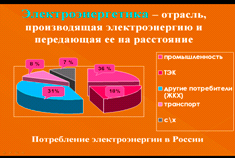 Электроэнергетика – отрасль,
производящая электроэнергию и
передающая ее на расстояние
8 %
7 %
36 %
31%
18%
промышленность
ТЭК
другие потребители
(ЖКХ)
транспорт
с\х
Потребление электроэнергии в России